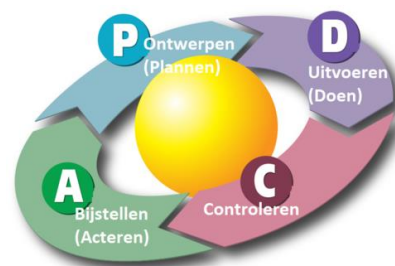 P
Ontwerpen
(Plannen)
D
Uitvoeren
(Doen)
C
Controleren
A
Bijstellen
(Acteren)